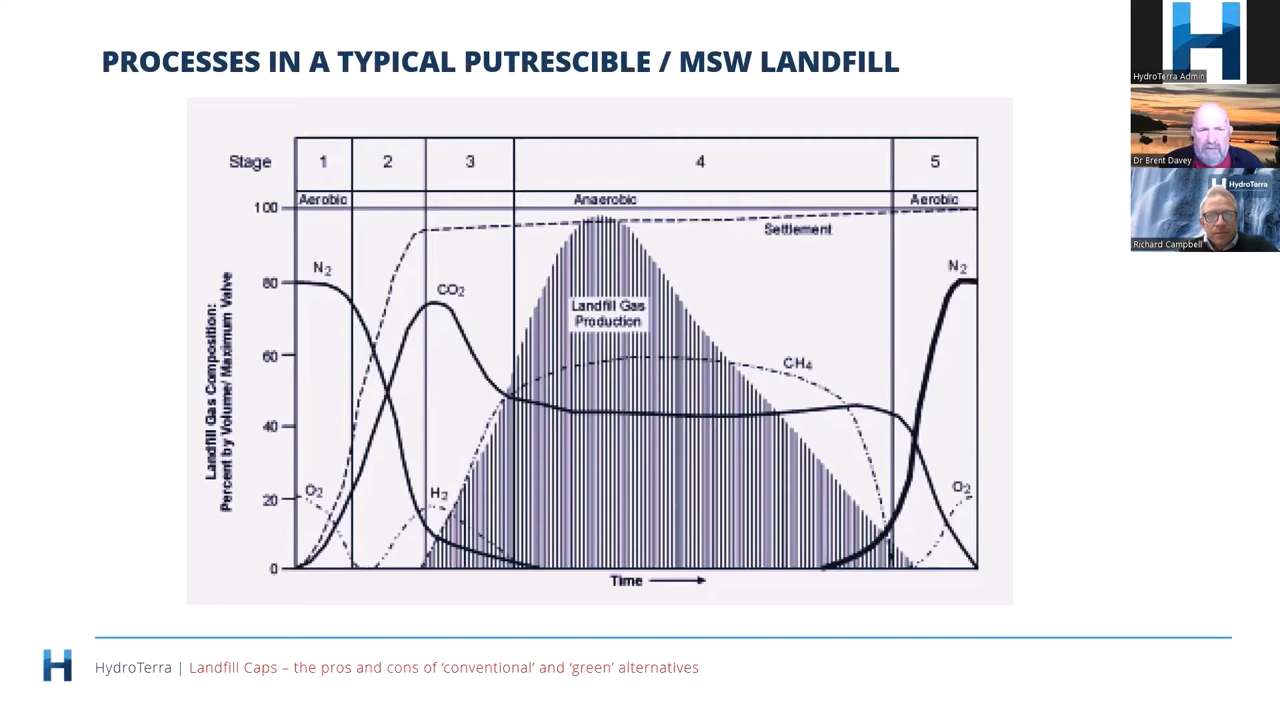 PROCESSES IN A TYPICAL PUTRESCIBLE / MSW LANDFILL
Stage
1
2
3
4
5
Aerobic
Anaerobic
Aerobic
100
80
60
40
20
0
Landfill Gas Composition:
Percent by Volume/ Maximum Valve
N2
CO2
Settlement
N2
Landfill Gas
Production
CH4
O2
H2
O2
Time
HydroTerra | Landfill Caps – the pros and cons of ‘conventional’ and ‘green’ alternatives
HydroTerra Admin
Dr Brent Davey
HydroTerra
Richard Campbell